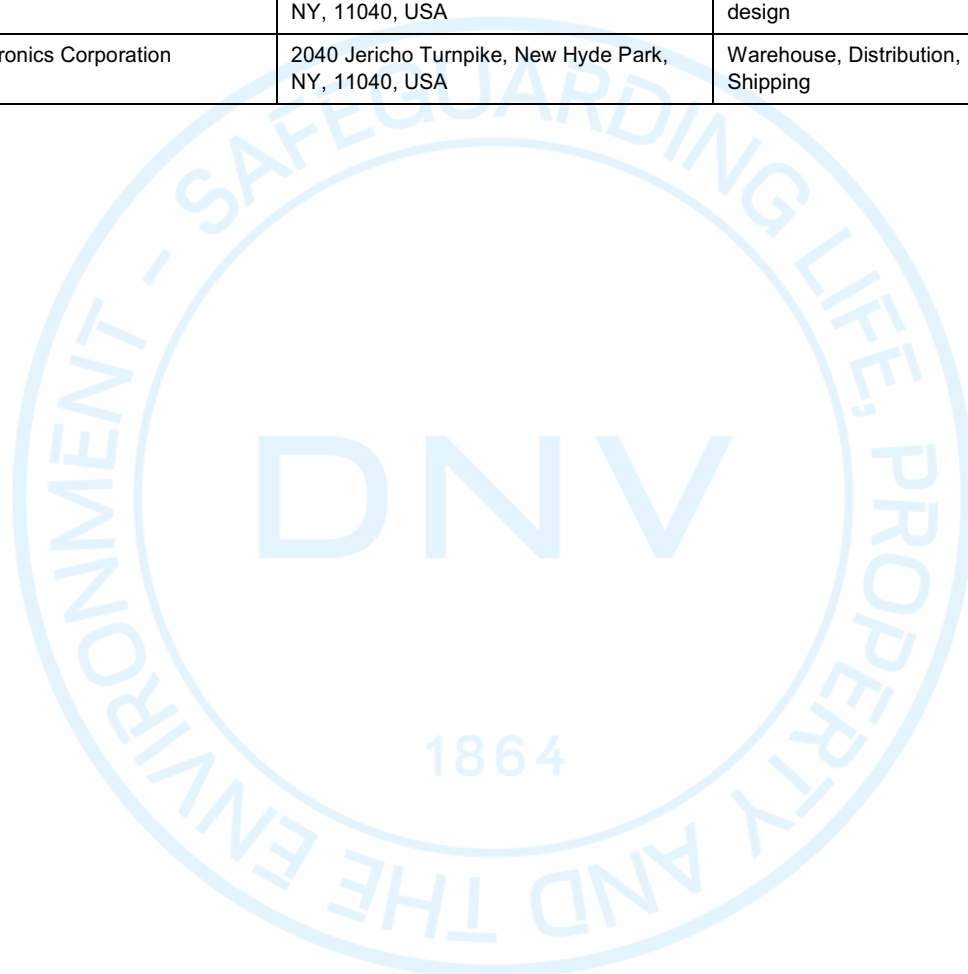 NY, 11040, USA design
ronics Corporation 2040 Jericho Turnpike, New Hyde Park, Warehouse, Distribution,
NY, 11040, USA Shipping
SAFEGUARDING LIFE, PROPERTY AND THE ENVIRONMENT -
DNV
1864